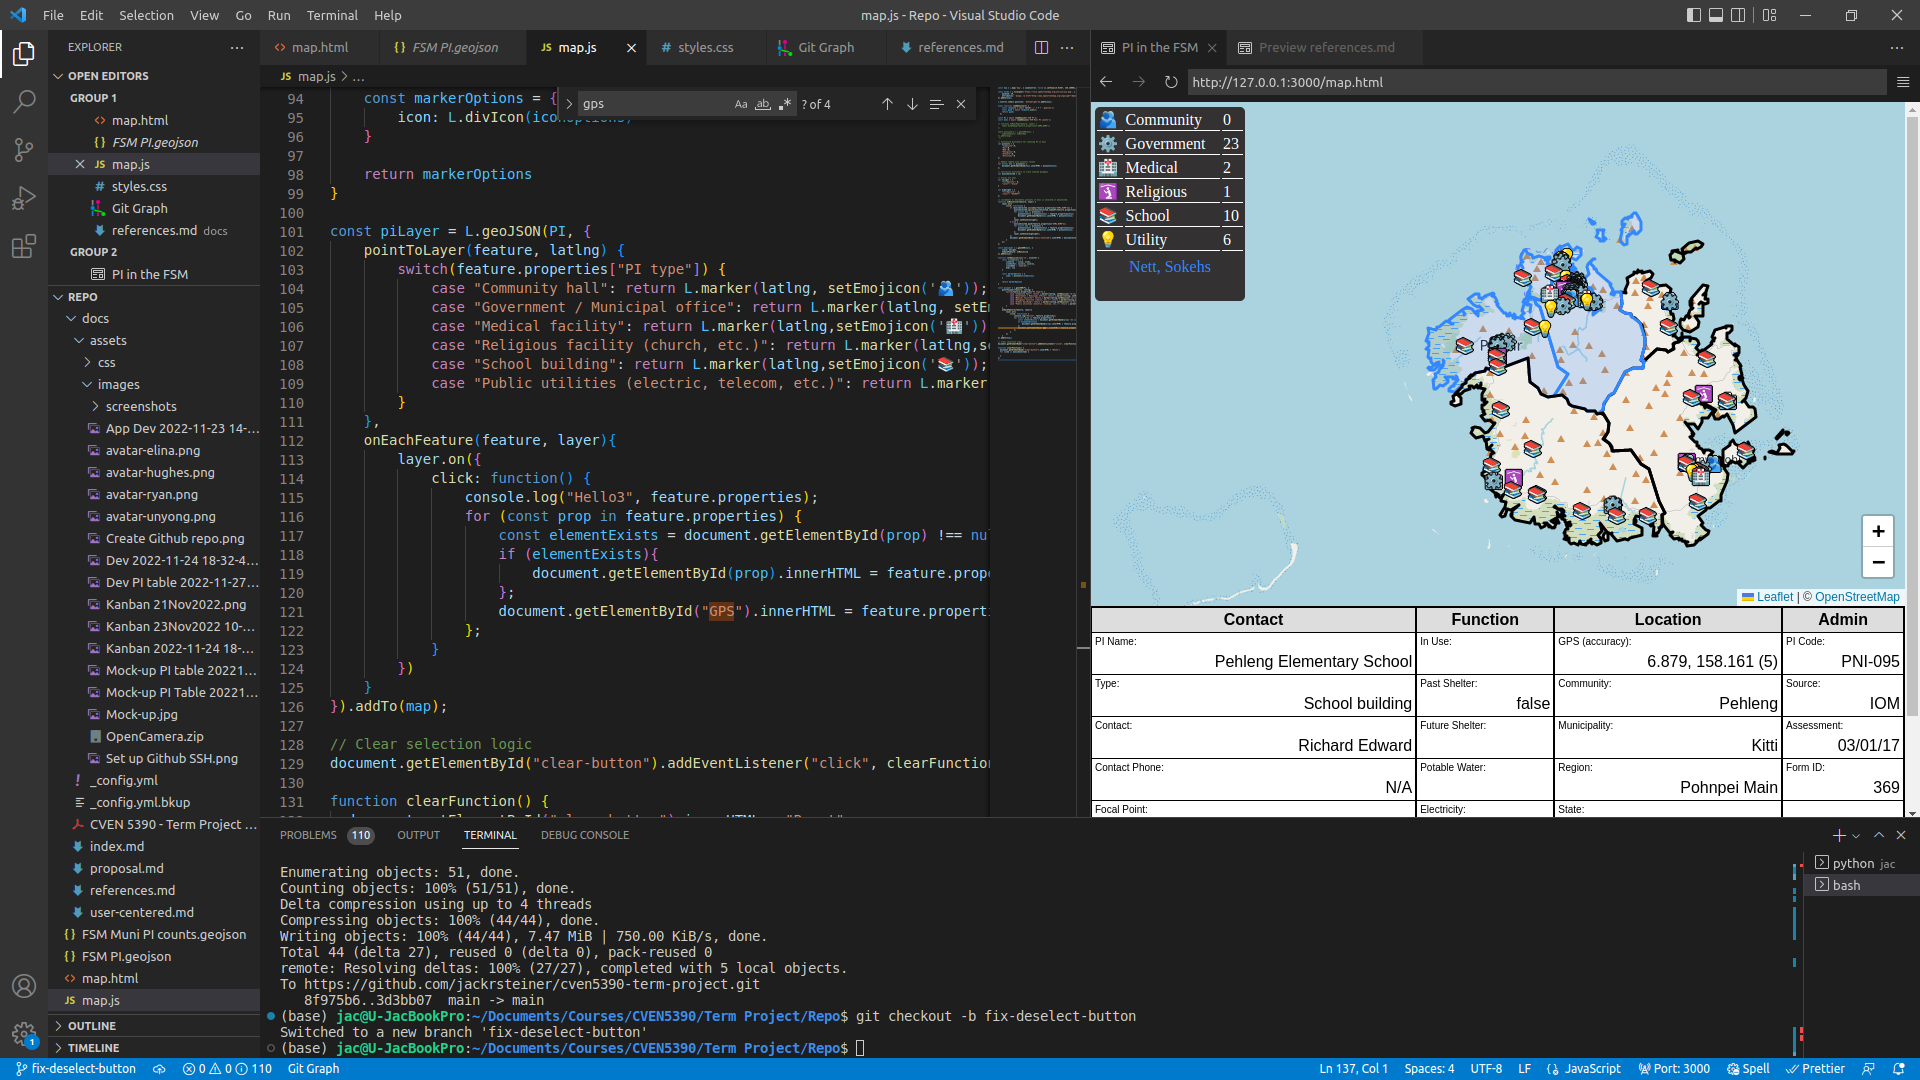 File Edit Selection View Go Run Terminal Help
map.js - Repo - Visual Studio Code
EXPLORER
OPEN EDITORS
GROUP 1
map.html
FSM PI.geojson
map.js
styles.css
Git Graph
references.md docs
GROUP 2
PI in the FSM
REPO
docs
assets
css
images
screenshots
App Dev 2022-11-23 14-...
avatar-elina.png
avatar-hughes.png
avatar-ryan.png
avatar-unyong.png
Create Github repo.png
Dev 2022-11-24 18-32-4...
Dev PI table 2022-11-27...
Kanban 21Nov2022.png
Kanban 23Nov2022 10-...
Kanban 2022-11-24 18-...
Mock-up PI table 20221...
Mock-up PI Table 20221...
Mock-up.jpg
OpenCamera.zip
Set up Github SSH.png
_config.yml
_config.yml.bkup
CVEN 5390 - Term Project ...
index.md
proposal.md
references.md
user-centered.md
FSM Muni PI counts.geojson
FSM PI.geojson
map.html
map.js
OUTLINE
TIMELINE
map.html FSM PI.geojson map.js styles.css Git Graph references.md
map.js > ...
gps Aa ab ? of 4
94 const markerOptions = {
95 icon: L.divIcon(iconOptions)
96 }
97
98 return markerOptions
99 }
100
101 const piLayer = L.geoJSON(PI, {
102 pointToLayer(feature, latlng) {
103 switch(feature.properties["PI type"]) {
104 case "Community hall": return L.marker(latlng, setEmojicon('🫂'));
105 case "Government / Municipal office": return L.marker(latlng, setE
106 case "Medical facility": return L.marker(latlng,setEmojicon('🏥'))
107 case "Religious facility (church, etc.)": return L.marker(latlng,s
108 case "School building": return L.marker(latlng,setEmojicon('📚'));
109 case "Public utilities (electric, telecom, etc.)": return L.marker
110 }
111 },
112 onEachFeature(feature, layer){
113 layer.on({
114 click: function() {
115 console.log("Hello3", feature.properties);
116 for (const prop in feature.properties) {
117 const elementExists = document.getElementById(prop) !== nu
118 if (elementExists){
119 document.getElementById(prop).innerHTML = feature.prop
120 };
121 document.getElementById("GPS").innerHTML = feature.properti
122 };
123 }
124 })
125 }
126 }).addTo(map);
127
128 // Clear selection logic
129 document.getElementById("clear-button").addEventListener("click", clearFunctio
130
131 function clearFunction() {
PI in the FSM Preview references.md
http://127.0.0.1:3000/map.html
Community 0
Government 23
Medical 2
Religious 1
School 10
Utility 6
Nett, Sokehs
+
−
Leaflet | © OpenStreetMap
Contact Function Location Admin
PI Name: In Use: GPS (accuracy): PI Code:
Pehleng Elementary School 6.879, 158.161 (5) PNI-095
Type: Past Shelter: Community: Source:
School building false Pehleng IOM
Contact: Future Shelter: Municipality: Assessment:
Richard Edward Kitti 03/01/17
Contact Phone: Potable Water: Region: Form ID:
N/A Pohnpei Main 369
Focal Point: Electricity: State:
PROBLEMS 110 OUTPUT TERMINAL DEBUG CONSOLE
Enumerating objects: 51, done.
Counting objects: 100% (51/51), done.
Delta compression using up to 4 threads
Compressing objects: 100% (44/44), done.
Writing objects: 100% (44/44), 7.47 MiB | 750.00 KiB/s, done.
Total 44 (delta 27), reused 0 (delta 0), pack-reused 0
remote: Resolving deltas: 100% (27/27), completed with 5 local objects.
To https://github.com/jackrsteiner/cven5390-term-project.git
8f975b6..3d3bb07 main -> main
(base) jac@U-JacBookPro:~/Documents/Courses/CVEN5390/Term Project/Repo$ git checkout -b fix-deselect-button
Switched to a new branch 'fix-deselect-button'
(base) jac@U-JacBookPro:~/Documents/Courses/CVEN5390/Term Project/Repo$
python jac
bash
1
fix-deselect-button 0 0 110 Git Graph Ln 137, Col 1 Spaces: 4 UTF-8 LF JavaScript Port: 3000 Spell Prettier